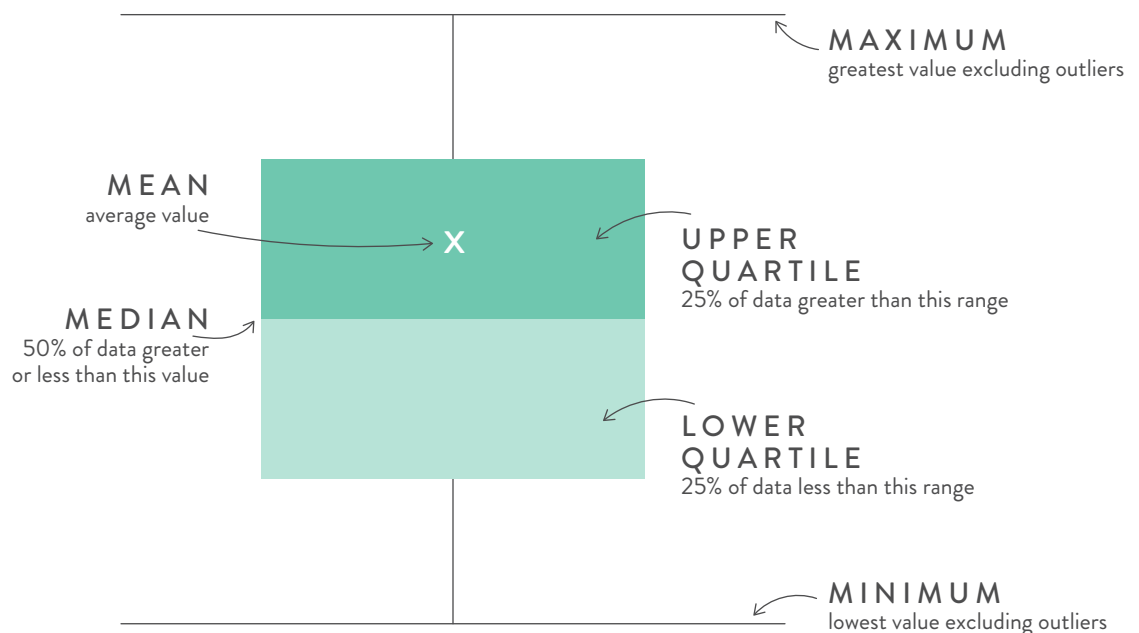 MAXIMUM
greatest value excluding outliers
MEAN
average value
X
UPPER
QUARTILE
25% of data greater than this range
MEDIAN
50% of data greater
or less than this value
LOWER
QUARTILE
25% of data less than this range
MINIMUM
lowest value excluding outliers